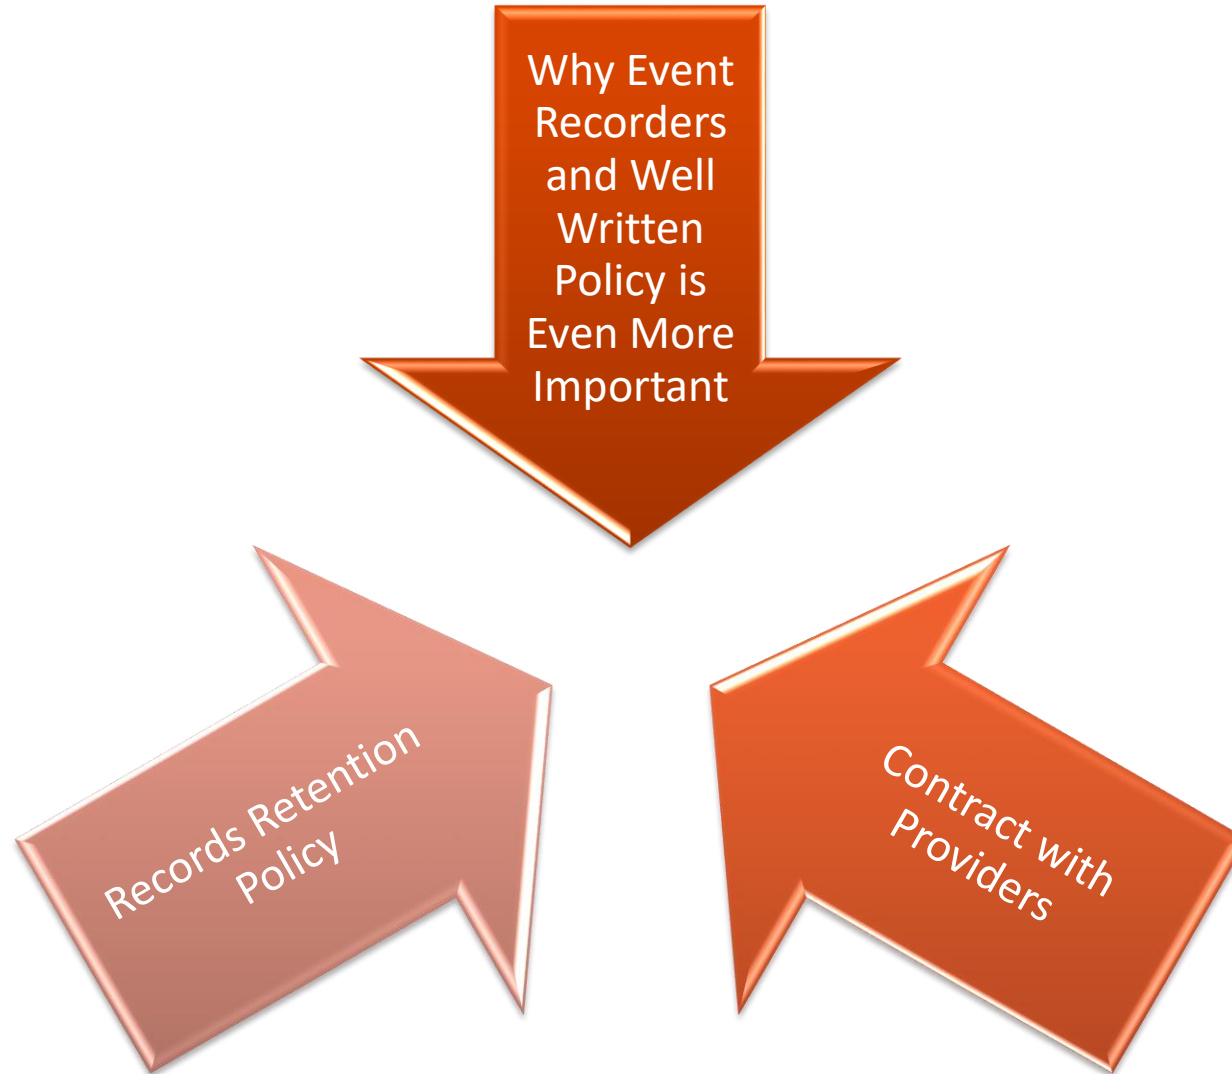 Why Event
Recorders
and Well
Written
Policy is
Even More
Important
Records Retention
Policy
Contract with
Providers